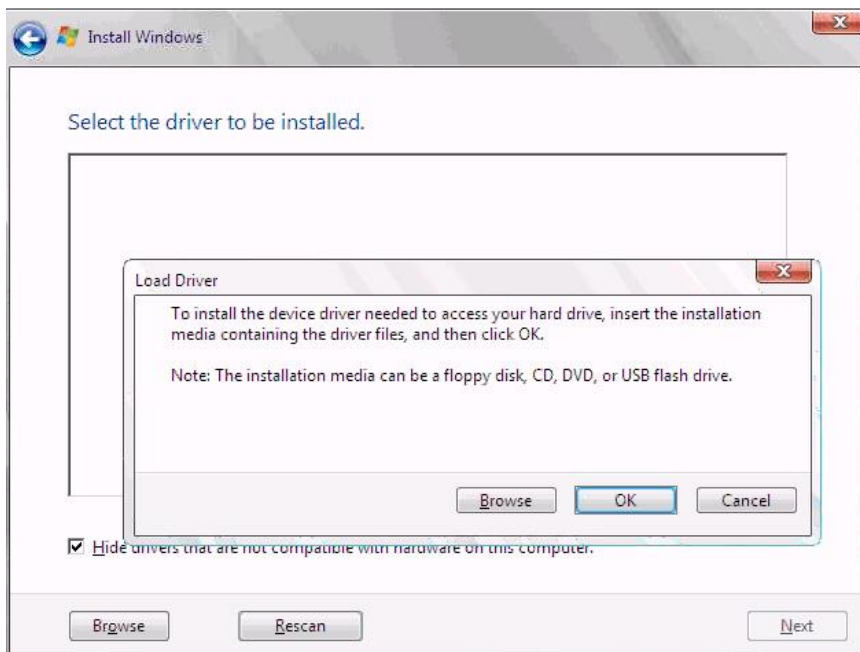 Install Windows
Select the driver to be installed.
Load Driver
To install the device driver needed to access your hard drive, insert the installation
media containing the driver files, and then click OK.
Note: The installation media can be a floppy disk, CD, DVD, or USB flash drive.
Browse
OK
Cancel
Hide drivers that are not compatible with hardware on this computer.
Browse
Rescan
Next